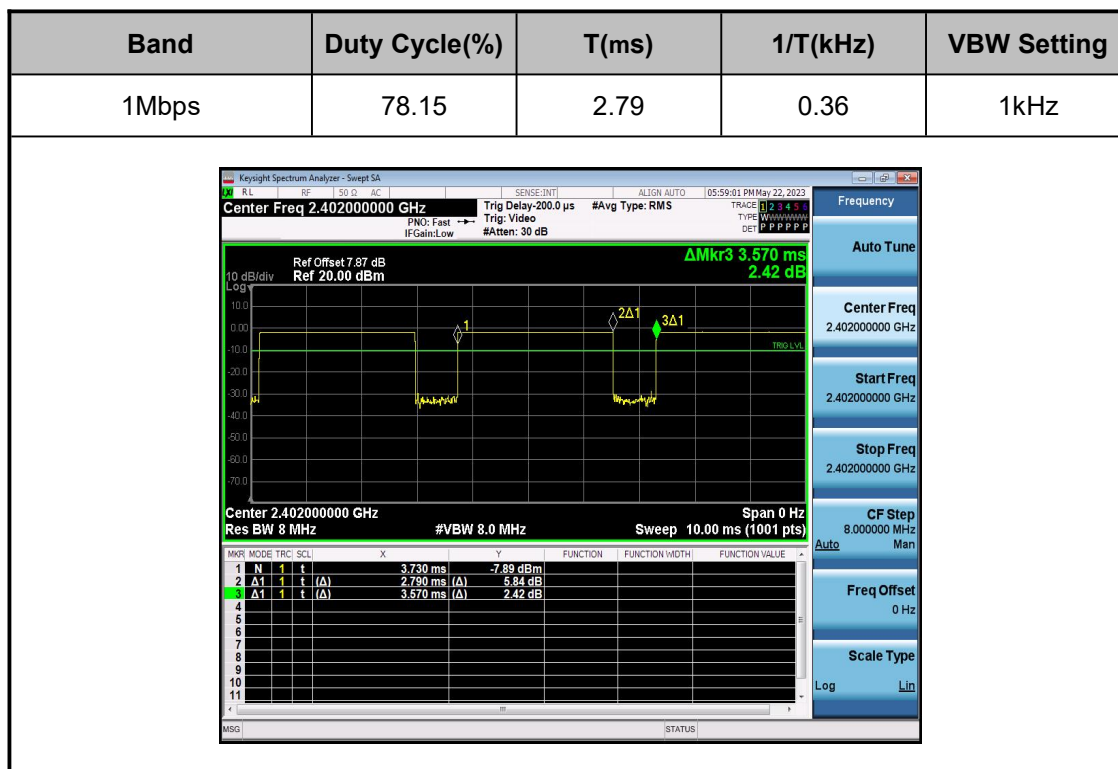 Band Duty Cycle(%) T(ms) 1/T(kHz) VBW Setting
1Mbps 78.15 2.79 0.36 1kHz
Keysight Spectrum Analyzer - Swept SA
RL RF 50 Ω AC SENSE:INT ALIGN AUTO 05:59:01 PM May 22, 2023
Center Freq 2.402000000 GHz Trig Delay-200.0 µs #Avg Type: RMS TRACE 1 2 3 4 5 6
PNO: Fast Trig: Video TYPE WWWWWW
IFGain:Low #Atten: 30 dB DET P P P P P P
Frequency
Auto Tune
Center Freq
2.402000000 GHz
Start Freq
2.402000000 GHz
Stop Freq
2.402000000 GHz
CF Step
8.000000 MHz
Auto Man
Freq Offset
0 Hz
Scale Type
Log Lin
ΔMkr3 3.570 ms
2.42 dB
Ref Offset 7.87 dB
10 dB/div Ref 20.00 dBm
Log
10.0
0.00
-10.0
-20.0
-30.0
-40.0
-50.0
-60.0
-70.0
1
2Δ1
3Δ1
TRIG LVL
Center 2.402000000 GHz Span 0 Hz
Res BW 8 MHz #VBW 8.0 MHz Sweep 10.00 ms (1001 pts)
MKR MODE TRC SCL X Y FUNCTION FUNCTION WIDTH FUNCTION VALUE
1 N 1 t 3.730 ms -7.89 dBm
2 Δ1 1 t (Δ) 2.790 ms (Δ) 5.84 dB
3 Δ1 1 t (Δ) 3.570 ms (Δ) 2.42 dB
4
5
6
7
8
9
10
11
MSG STATUS